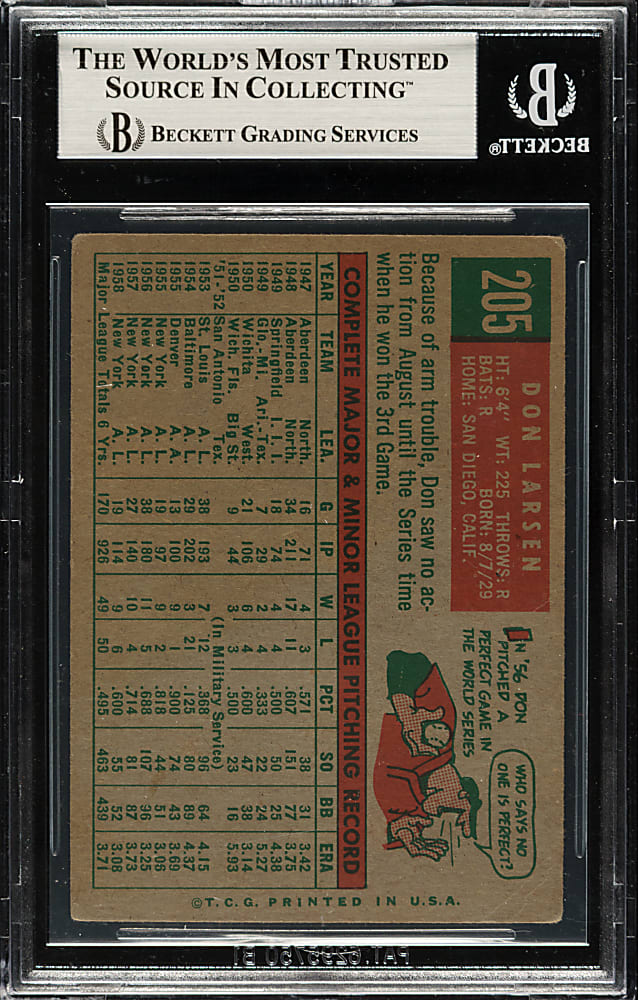 THE WORLD'S MOST TRUSTED
SOURCE IN COLLECTING™
BECKETT GRADING SERVICES
BECKETT®
205
DON LARSEN
HT: 6'4" WT: 225 THROWS: R
BATS: R BORN: 8/7/29
HOME: SAN DIEGO, CALIF.
IN '56 DON
PITCHED A
PERFECT GAME IN
THE WORLD SERIES
WHO SAYS NO
ONE IS PERFECT?
Because of arm trouble, Don saw no ac-
tion from August until the Series time
when he won the 3rd Game.
COMPLETE MAJOR & MINOR LEAGUE PITCHING RECORD
YEAR TEAM LEA. G IP W L PCT SO BB ERA
1947 Aberdeen North. 16 71 4 3 .571 38 31 3.42
1948 Aberdeen North. 34 211 17 11 .607 151 77 3.75
1949 Springfield I. I. I. 18 74 4 4 .500 50 25 4.38
1949 Glo.-Mi. Ari.-Tex. 7 29 2 4 .333 22 24 5.27
1950 Wichita West. 21 106 6 4 .600 47 38 3.14
1950 Wich. Fls. Big St. 9 44 3 3 .500 23 16 5.93
'51-'52 San Antonio Tex. (In Military Service)
1953 St. Louis A. L. 38 193 7 12 .368 96 64 4.15
1954 Baltimore A. L. 29 202 3 21 .125 80 89 4.37
1955 Denver A. A. 13 100 9 1 .900 74 43 3.69
1955 New York A. L. 19 97 9 2 .818 44 51 3.06
1956 New York A. L. 38 180 11 5 .688 107 96 3.25
1957 New York A. L. 27 140 10 4 .714 81 87 3.73
1958 New York A. L. 19 114 9 6 .600 55 52 3.08
Major League Totals 6 Yrs. 170 926 49 50 .495 463 439 3.71
©T.C.G. PRINTED IN U.S.A.